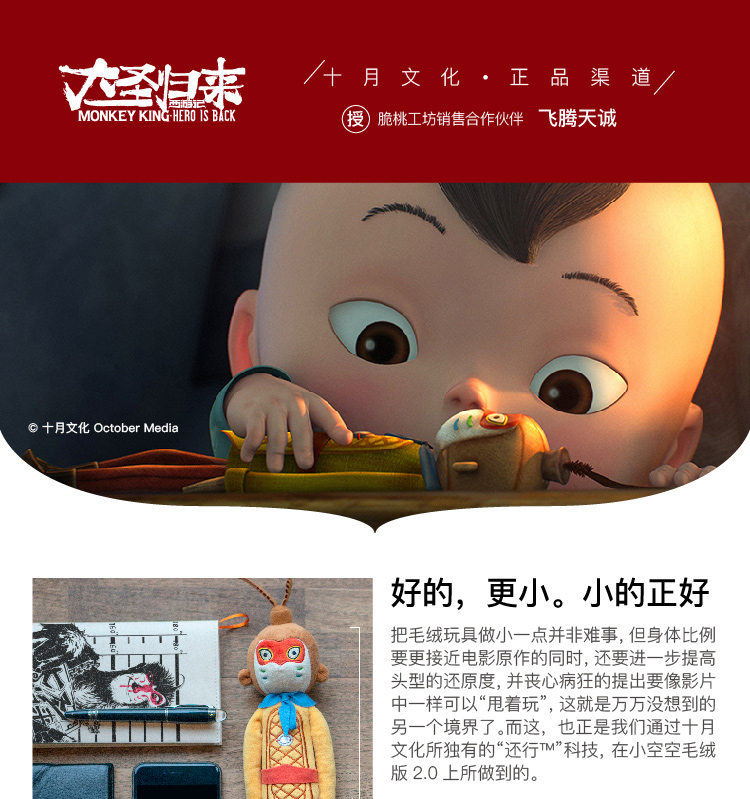 大圣归来
西游记
MONKEY KING·HERO IS BACK
十月文化·正品渠道
授 脆桃工坊销售合作伙伴 飞腾天诚
© 十月文化 October Media
好的，更小。小的正好
把毛绒玩具做小一点并非难事，但身体比例
要更接近电影原作的同时，还要进一步提高
头型的还原度，并丧心病狂的提出要像影片
中一样可以“甩着玩”，这就是万万没想到的
另一个境界了。而这，也正是我们通过十月
文化所独有的“还行™”科技，在小空空毛绒
版 2.0 上所做到的。
160
180